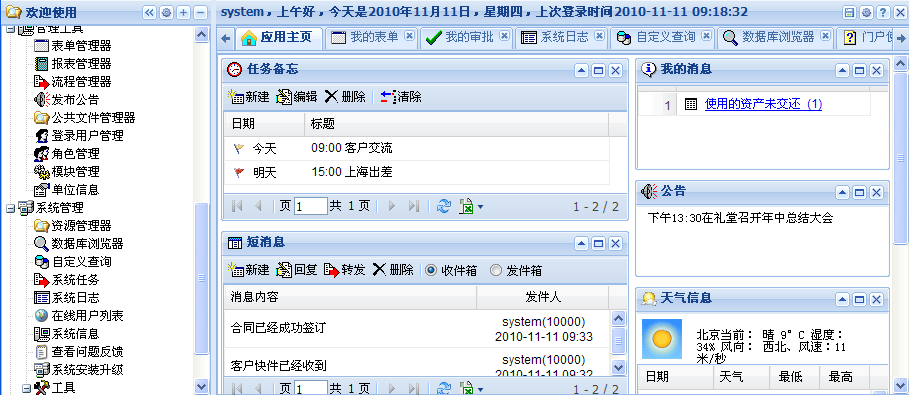 欢迎使用
管理工具
表单管理器
报表管理器
流程管理器
发布公告
公共文件管理器
登录用户管理
角色管理
模块管理
单位信息
系统管理
资源管理器
数据库浏览器
自定义查询
系统任务
系统日志
在线用户列表
系统信息
查看问题反馈
系统安装升级
工具
system，上午好，今天是2010年11月11日，星期四，上次登录时间2010-11-11 09:18:32
应用主页 我的表单 我的审批 系统日志 自定义查询 数据库浏览器 门户
任务备忘
新建 编辑 删除 清除
日期 标题
今天 09:00 客户交流
明天 15:00 上海出差
页 1 共 1 页 1 - 2 / 2
短消息
新建 回复 转发 删除 收件箱 发件箱
消息内容 发件人
合同已经成功签订 system(10000)
2010-11-11 09:33
客户快件已经收到 system(10000)
2010-11-11 09:32
页 1 共 1 页 1 - 2 / 2
我的消息
1 使用的资产未交还 (1)
公告
下午13:30在礼堂召开年中总结大会
天气信息
北京当前： 晴 9° C 湿度：
34% 风向： 西北、风速：11
米/秒
日期 天气 最低 最高